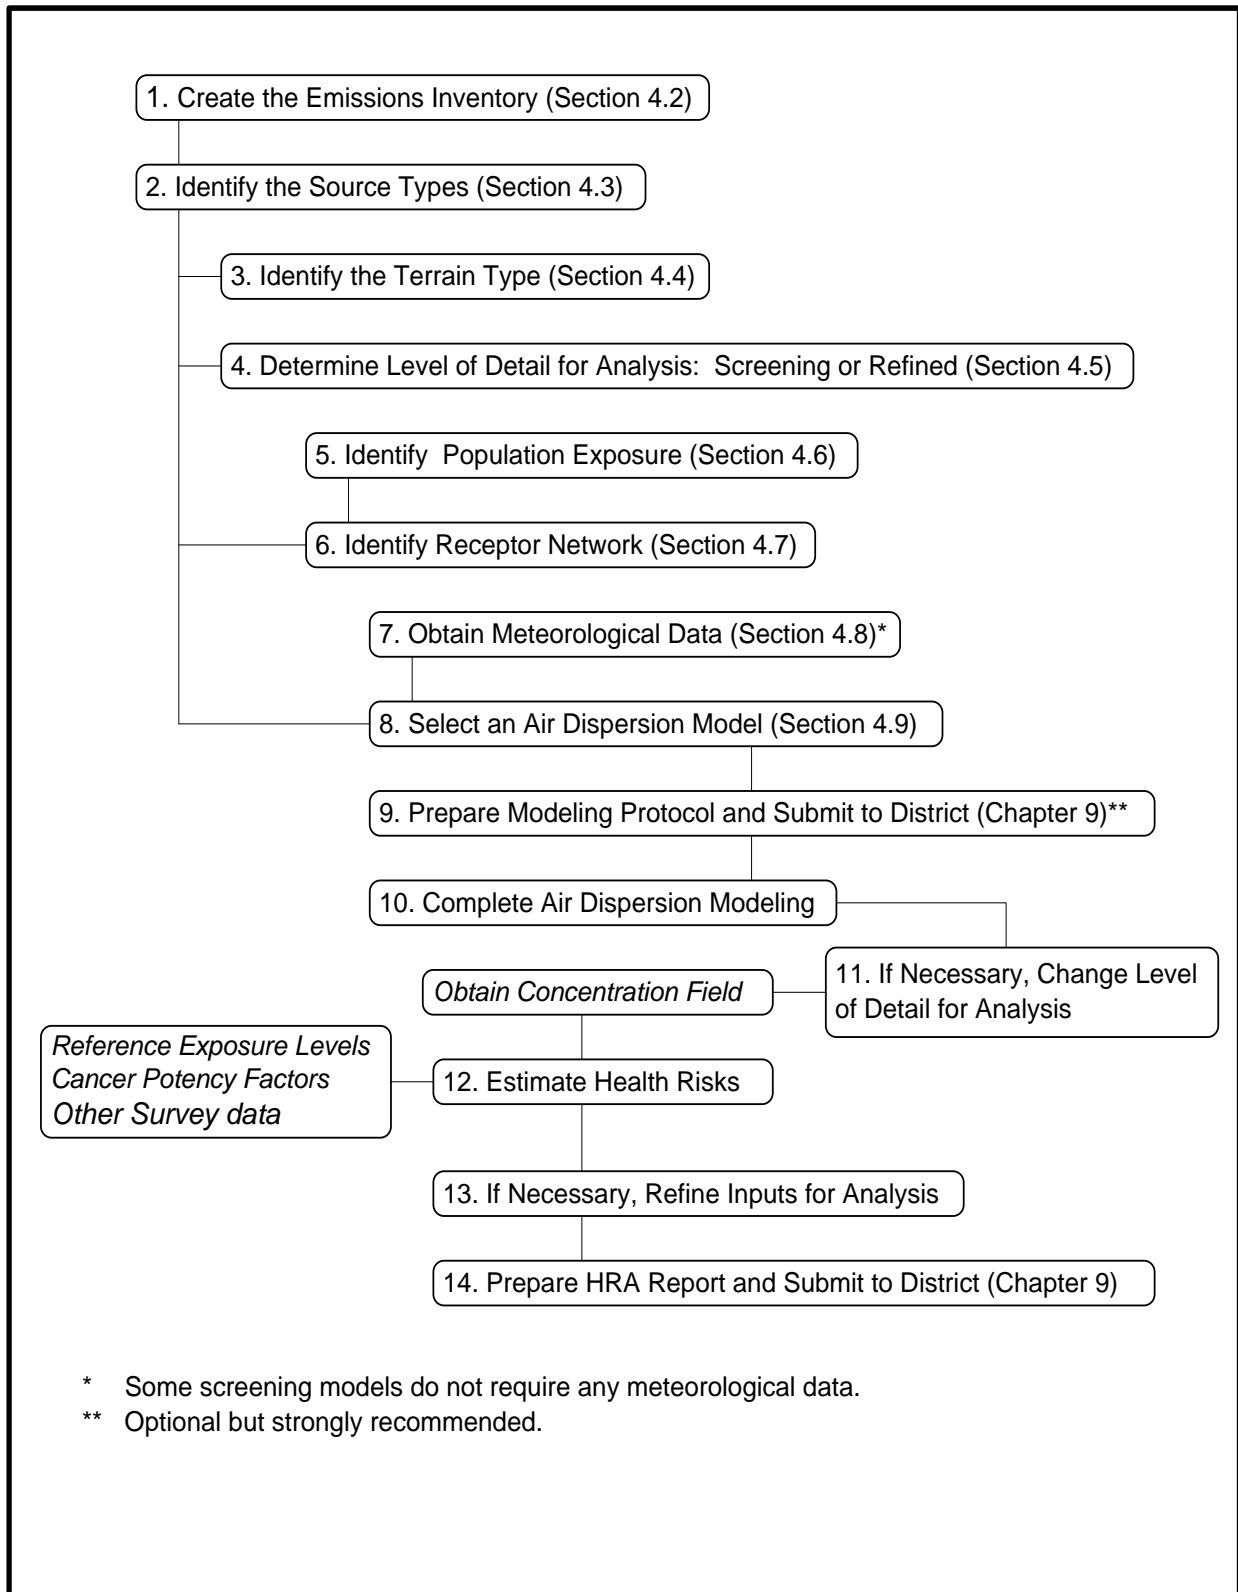 1. Create the Emissions Inventory (Section 4.2)
2. Identify the Source Types (Section 4.3)
3. Identify the Terrain Type (Section 4.4)
4. Determine Level of Detail for Analysis:  Screening or Refined (Section 4.5)
5. Identify  Population Exposure (Section 4.6)
6. Identify Receptor Network (Section 4.7)
7. Obtain Meteorological Data (Section 4.8)*
8. Select an Air Dispersion Model (Section 4.9)
9. Prepare Modeling Protocol and Submit to District (Chapter 9)**
10. Complete Air Dispersion Modeling
11. If Necessary, Change Level
of Detail for Analysis
Obtain Concentration Field
Reference Exposure Levels
Cancer Potency Factors
Other Survey data
12. Estimate Health Risks
13. If Necessary, Refine Inputs for Analysis
14. Prepare HRA Report and Submit to District (Chapter 9)
* Some screening models do not require any meteorological data.
** Optional but strongly recommended.